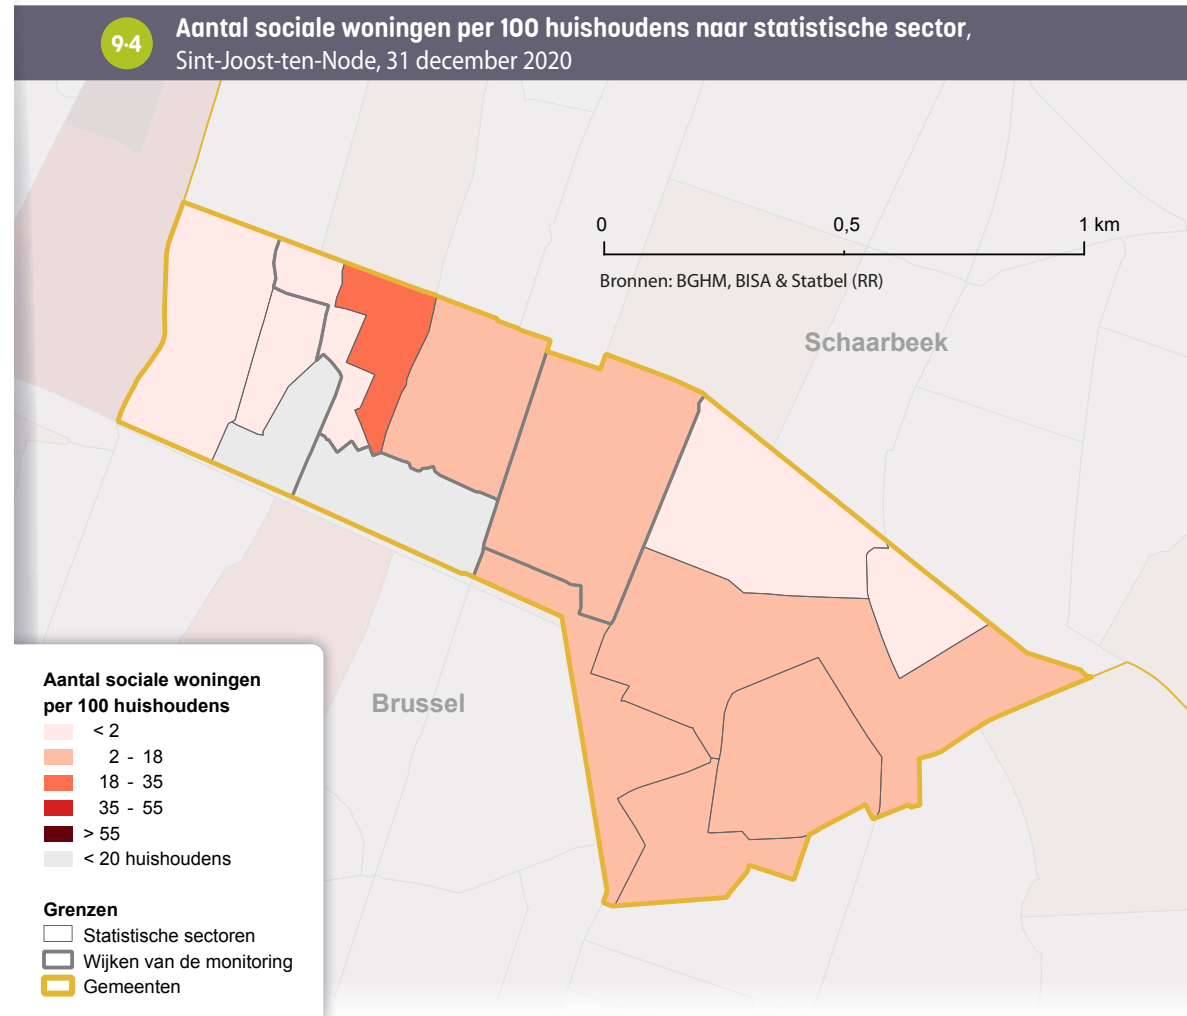 9.4
Aantal sociale woningen per 100 huishoudens naar statistische sector,
Sint-Joost-ten-Node, 31 december 2020
0 0,5 1 km
Bronnen: BGHM, BISA & Statbel (RR)
Schaarbeek
Brussel
Aantal sociale woningen
per 100 huishoudens
< 2
2 - 18
18 - 35
35 - 55
> 55
< 20 huishoudens
Grenzen
Statistische sectoren
Wijken van de monitoring
Gemeenten